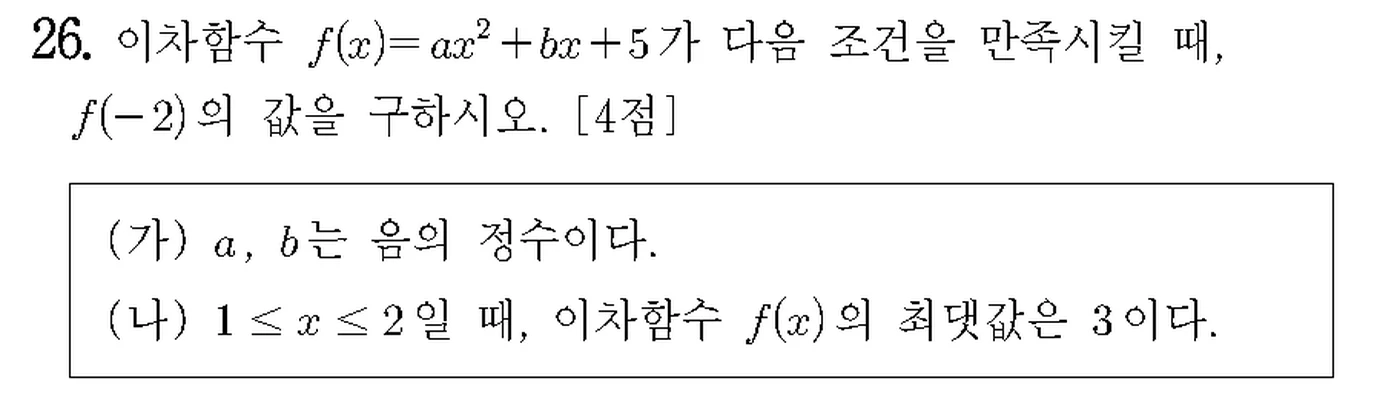 26. 이차함수 f(x)=ax²+bx+5가 다음 조건을 만족시킬 때,
f(-2)의 값을 구하시오. [4점]
(가) a, b는 음의 정수이다.
(나) 1≤x≤2일 때, 이차함수 f(x)의 최댓값은 3이다.